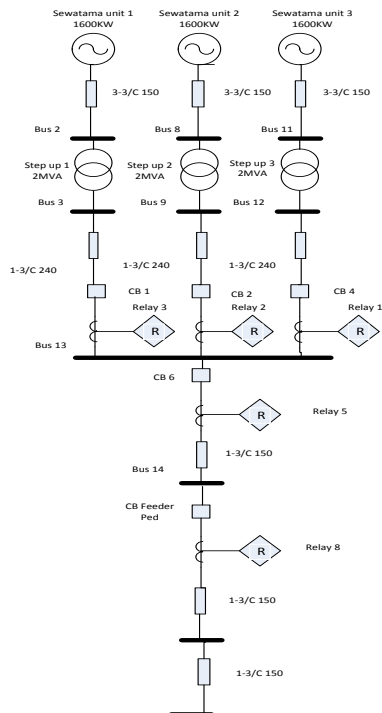 Sewatama unit 1
1600KW
Sewatama unit 2
1600KW
Sewatama unit 3
1600KW
3-3/C 150
3-3/C 150
3-3/C 150
Bus 2
Bus 8
Bus 11
Step up 1
2MVA
Step up 2
2MVA
Step up 3
2MVA
Bus 3
Bus 9
Bus 12
1-3/C 240
1-3/C 240
1-3/C 240
CB 1
CB 2
CB 4
Relay 3
Relay 2
Relay 1
R
R
R
Bus 13
CB 6
Relay 5
R
1-3/C 150
Bus 14
CB Feeder
Ped
Relay 8
R
1-3/C 150
1-3/C 150